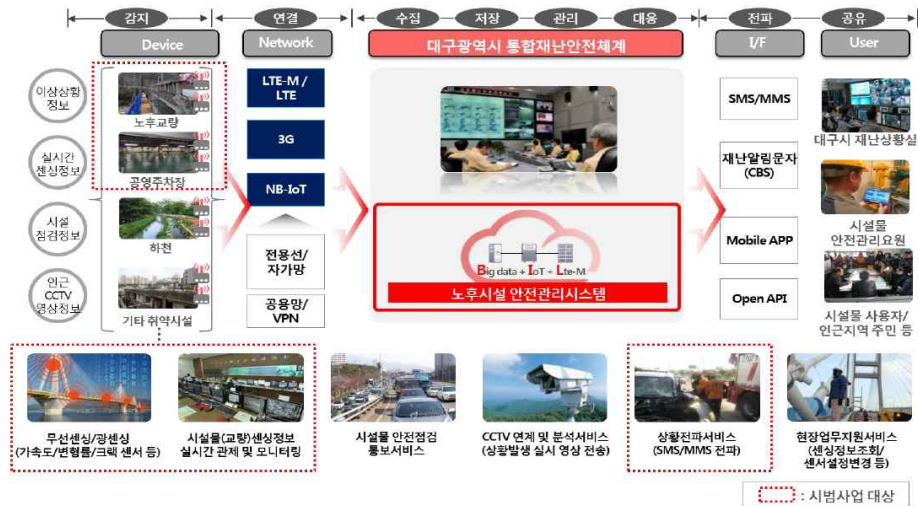 감지
연결
수집
저장
관리
대응
전파
공유
Device
Network
대구광역시 통합재난안전체계
I/F
User
이상상황
정보
실시간
센싱정보
시설
점검정보
인근
CCTV
영상정보
노후교량
공영주차장
하천
기타 취약시설
LTE-M /
LTE
3G
NB-IoT
전용선/
자가망
공용망/
VPN
Big data + IoT + Lte-M
노후시설 안전관리시스템
SMS/MMS
재난알림문자
(CBS)
Mobile APP
Open API
대구시 재난상황실
시설물
안전관리요원
시설물 사용자/
인근지역 주민 등
무선센싱/광센싱
(가속도/변형률/크랙 센서 등)
시설물(교량)센싱정보
실시간 관제 및 모니터링
시설물 안전점검
통보서비스
CCTV 연계 및 분석서비스
(상황발생 실시 영상 전송)
상황전파서비스
(SMS/MMS 전파)
현장업무지원서비스
(센싱정보조회/
센서설정변경 등)
: 시범사업 대상